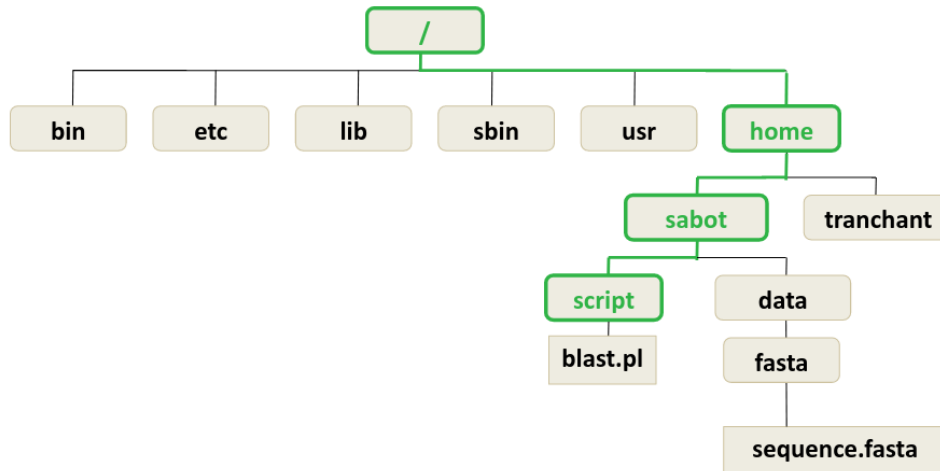 /
bin etc lib sbin usr home
sabot tranchant
script data
blast.pl fasta
sequence.fasta